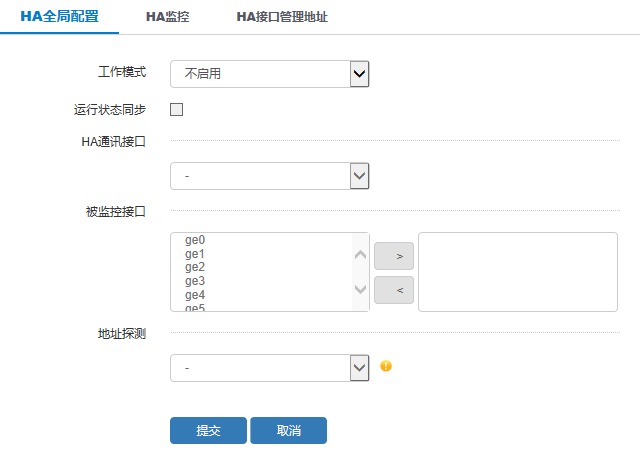 HA全局配置 HA监控 HA接口管理地址
工作模式 不启用
运行状态同步
HA通讯接口
-
被监控接口
ge0
ge1
ge2
ge3
ge4
ge5
>
<
地址探测
-
提交 取消